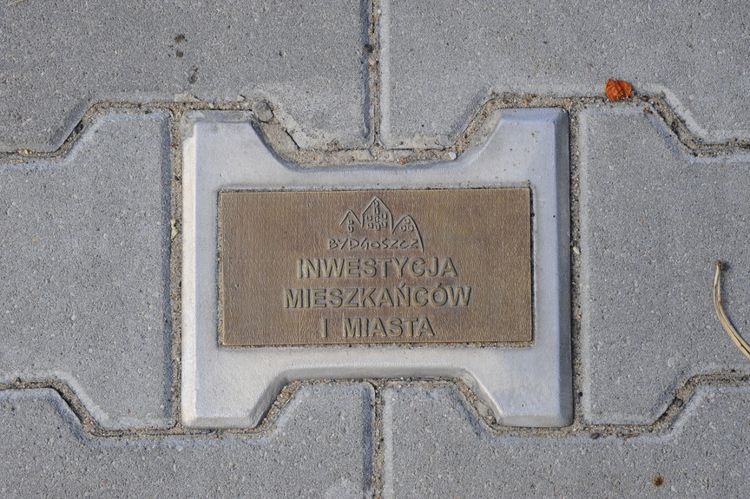 BYDGOSZCZ
INWESTYCJA
MIESZKAŃCÓW
I MIASTA